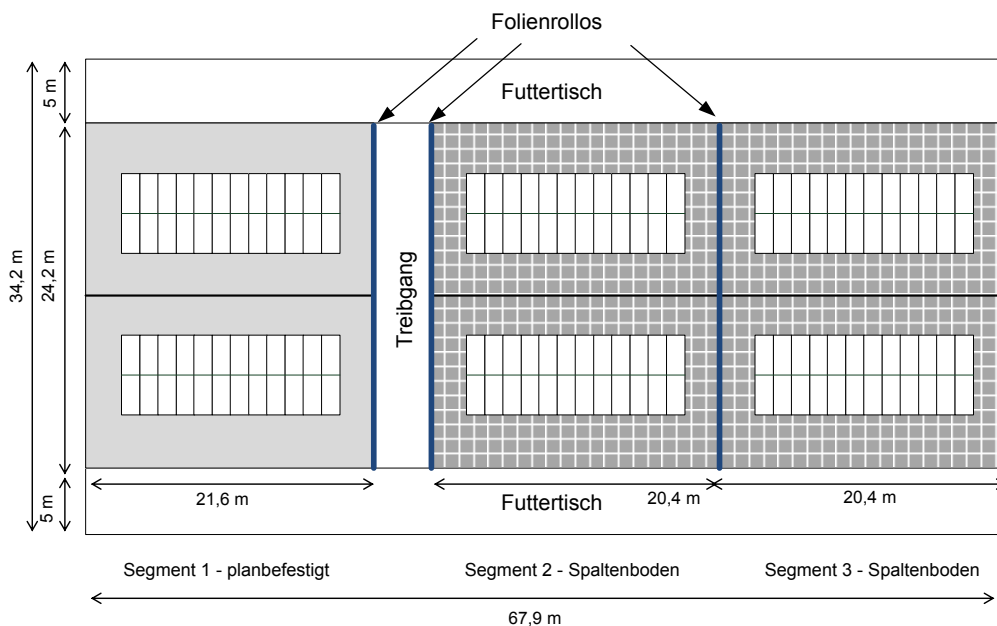 Folienrollos
5 m
Futtertisch
34,2 m
24,2 m
Treibgang
5 m
21,6 m
Futtertisch
20,4 m
20,4 m
Segment 1 - planbefestigt
Segment 2 - Spaltenboden
Segment 3 - Spaltenboden
67,9 m